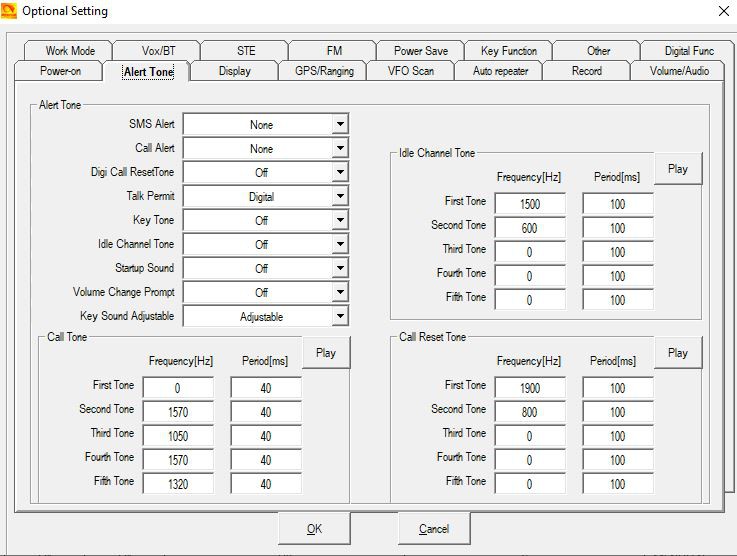 Optional Setting
Work Mode Vox/BT STE FM Power Save Key Function Other Digital Func
Power-on Alert Tone Display GPS/Ranging VFO Scan Auto repeater Record Volume/Audio
Alert Tone
SMS Alert None
Call Alert None
Digi Call ResetTone Off
Talk Permit Digital
Key Tone Off
Idle Channel Tone Off
Startup Sound Off
Volume Change Prompt Off
Key Sound Adjustable Adjustable
Idle Channel Tone
Play
Frequency[Hz] Period[ms]
First Tone 1500 100
Second Tone 600 100
Third Tone 0 100
Fourth Tone 0 100
Fifth Tone 0 100
Call Tone
Play
Frequency[Hz] Period[ms]
First Tone 0 40
Second Tone 1570 40
Third Tone 1050 40
Fourth Tone 1570 40
Fifth Tone 1320 40
Call Reset Tone
Play
Frequency[Hz] Period[ms]
First Tone 1900 100
Second Tone 800 100
Third Tone 0 100
Fourth Tone 0 100
Fifth Tone 0 100
OK Cancel